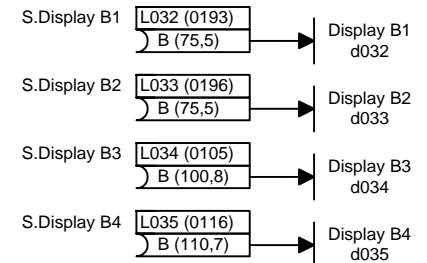 S.Display B1 L032 (0193)
B (75,5)
Display B1
d032
S.Display B2 L033 (0196)
B (75,5)
Display B2
d033
S.Display B3 L034 (0105)
B (100,8)
Display B3
d034
S.Display B4 L035 (0116)
B (110,7)
Display B4
d035